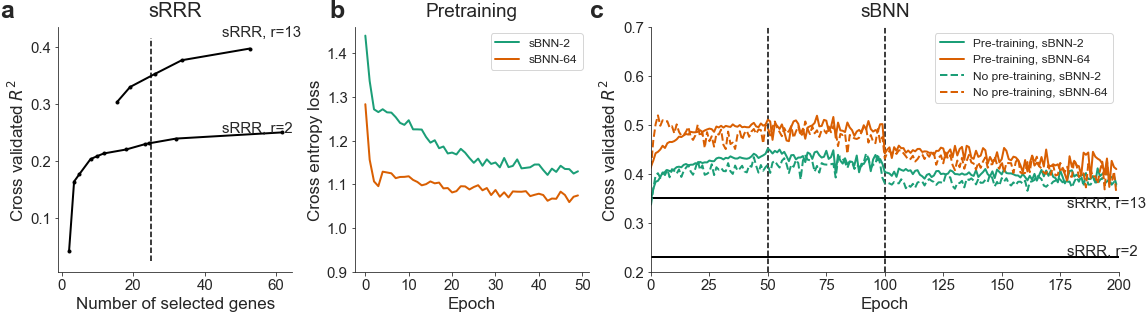 a
sRRR
Cross validated R²
0.4
0.3
0.2
0.1
sRRR, r=13
sRRR, r=2
0
20
40
60
Number of selected genes
b
Pretraining
Cross entropy loss
1.4
1.3
1.2
1.1
1.0
0.9
sBNN-2
sBNN-64
0
10
20
30
40
50
Epoch
c
sBNN
Cross validated R²
0.7
0.6
0.5
0.4
0.3
0.2
Pre-training, sBNN-2
Pre-training, sBNN-64
No pre-training, sBNN-2
No pre-training, sBNN-64
sRRR, r=13
sRRR, r=2
0
25
50
75
100
125
150
175
200
Epoch